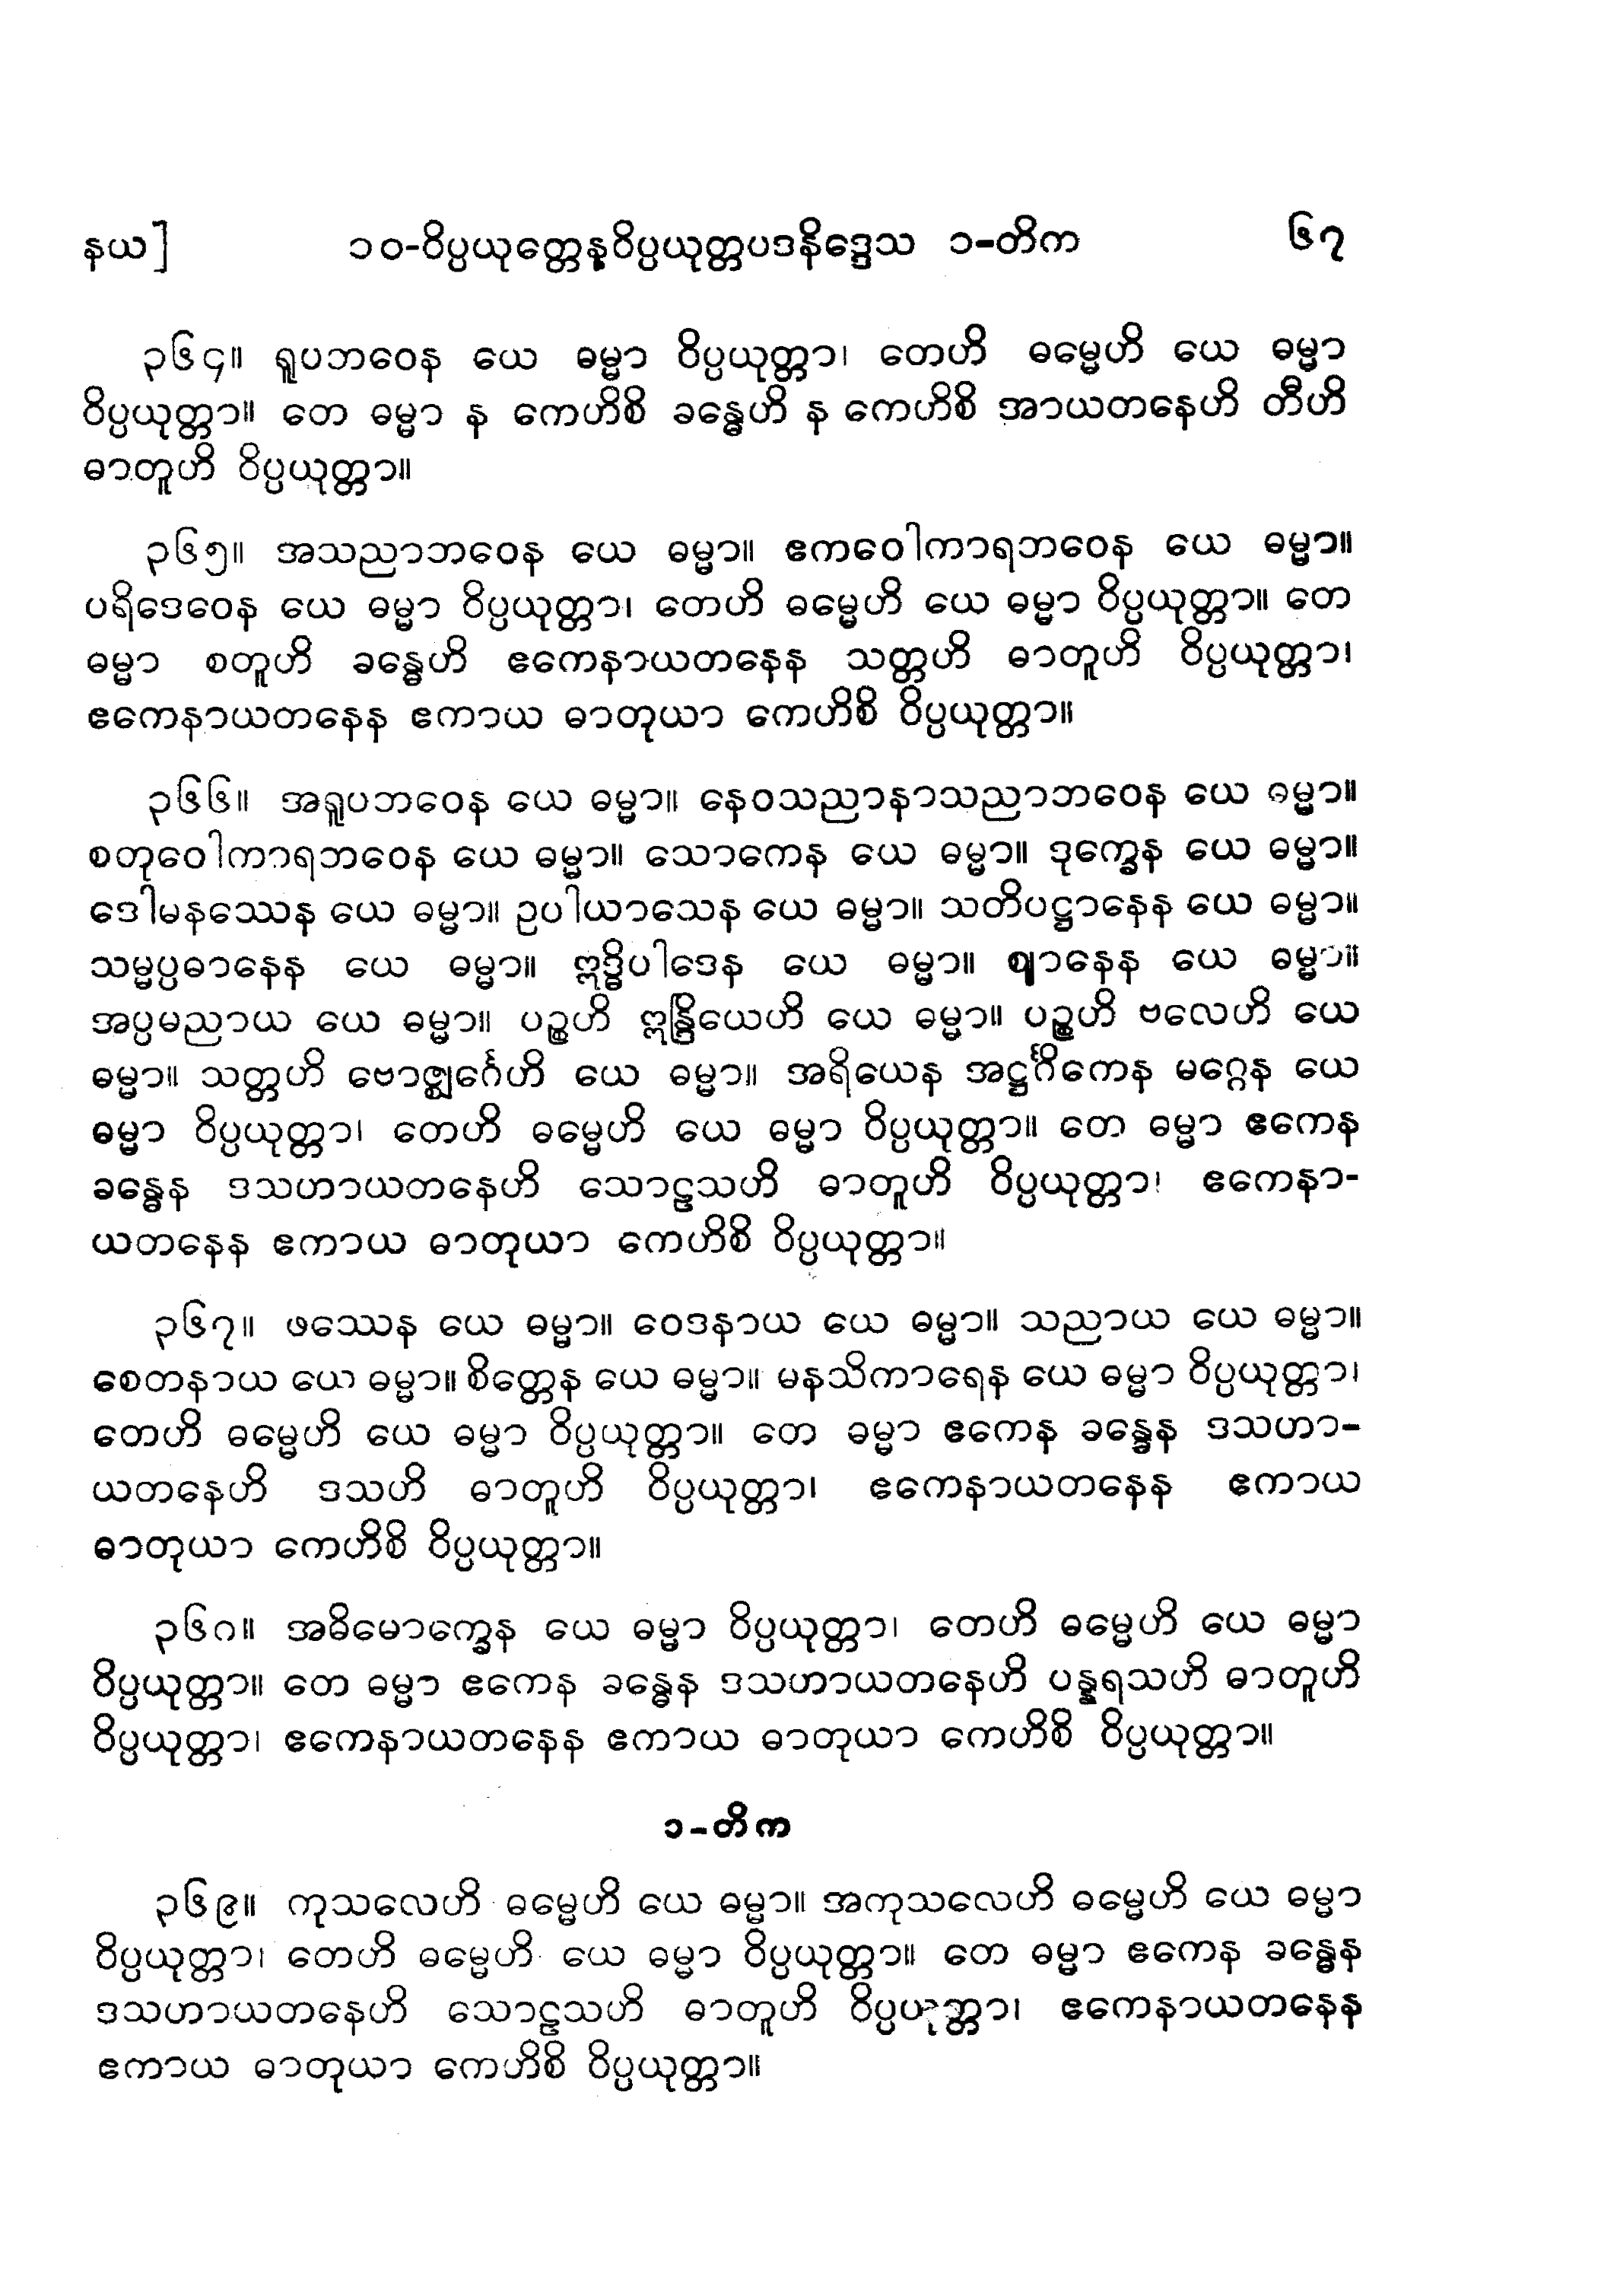 နယ] ၁၀-ဝိပ္ပယုတ္တေနဝိပ္ပယုတ္တပဒနိဒ္ဒေသ ၁-တိက ၆၇
၃၆၄။ ရူပဘဝေန ယေ ဓမ္မာ ဝိပ္ပယုတ္တာ၊ တေဟိ ဓမ္မေဟိ ယေ ဓမ္မာ
ဝိပ္ပယုတ္တာ။ တေ ဓမ္မာ န ကေဟိစိ ခန္ဓေဟိ န ကေဟိစိ အာယတနေဟိ တီဟိ
ဓာတူဟိ ဝိပ္ပယုတ္တာ။
၃၆၅။ အသညာဘဝေန ယေ ဓမ္မာ။ ဧကဝေါကာရဘဝေန ယေ ဓမ္မာ။
ပရိဒေဝေန ယေ ဓမ္မာ ဝိပ္ပယုတ္တာ၊ တေဟိ ဓမ္မေဟိ ယေ ဓမ္မာ ဝိပ္ပယုတ္တာ။ တေ
ဓမ္မာ စတူဟိ ခန္ဓေဟိ ဧကေနာယတနေန သတ္တဟိ ဓာတူဟိ ဝိပ္ပယုတ္တာ၊
ဧကေနာယတနေန ဧကာယ ဓာတုယာ ကေဟိစိ ဝိပ္ပယုတ္တာ။
၃၆၆။ အရူပဘဝေန ယေ ဓမ္မာ။ နေဝသညာနာသညာဘဝေန ယေ ဓမ္မာ။
စတုဝေါကာရဘဝေန ယေ ဓမ္မာ။ သောကေန ယေ ဓမ္မာ။ ဒုက္ခေန ယေ ဓမ္မာ။
ဒေါမနဿေန ယေ ဓမ္မာ။ ဥပါယာသေန ယေ ဓမ္မာ။ သတိပဋ္ဌာနေန ယေ ဓမ္မာ။
သမ္မပ္ပဓာနေန ယေ ဓမ္မာ။ ဣဒ္ဓိပါဒေန ယေ ဓမ္မာ။ ဈာနေန ယေ ဓမ္မာ။
အပ္ပမညာယ ယေ ဓမ္မာ။ ပဉ္စဟိ ဣန္ဒြိယေဟိ ယေ ဓမ္မာ။ ပဉ္စဟိ ဗလေဟိ ယေ
ဓမ္မာ။ သတ္တဟိ ဗောဇ္ဈင်္ဂေဟိ ယေ ဓမ္မာ။ အရိယေန အဋ္ဌင်္ဂိကေန မဂ္ဂေန ယေ
ဓမ္မာ ဝိပ္ပယုတ္တာ၊ တေဟိ ဓမ္မေဟိ ယေ ဓမ္မာ ဝိပ္ပယုတ္တာ။ တေ ဓမ္မာ ဧကေန
ခန္ဓေန ဒသဟာယတနေဟိ သောဠသဟိ ဓာတူဟိ ဝိပ္ပယုတ္တာ၊ ဧကေနာ-
ယတနေန ဧကာယ ဓာတုယာ ကေဟိစိ ဝိပ္ပယုတ္တာ။
၃၆၇။ ဖဿေန ယေ ဓမ္မာ။ ဝေဒနာယ ယေ ဓမ္မာ။ သညာယ ယေ ဓမ္မာ။
စေတနာယ ယေ ဓမ္မာ။ စိတ္တေန ယေ ဓမ္မာ။ မနသိကာရေန ယေ ဓမ္မာ ဝိပ္ပယုတ္တာ၊
တေဟိ ဓမ္မေဟိ ယေ ဓမ္မာ ဝိပ္ပယုတ္တာ။ တေ ဓမ္မာ ဧကေန ခန္ဓေန ဒသဟာ-
ယတနေဟိ ဒသဟိ ဓာတူဟိ ဝိပ္ပယုတ္တာ၊ ဧကေနာယတနေန ဧကာယ
ဓာတုယာ ကေဟိစိ ဝိပ္ပယုတ္တာ။
၃၆၈။ အဓိမောက္ခေန ယေ ဓမ္မာ ဝိပ္ပယုတ္တာ၊ တေဟိ ဓမ္မေဟိ ယေ ဓမ္မာ
ဝိပ္ပယုတ္တာ။ တေ ဓမ္မာ ဧကေန ခန္ဓေန ဒသဟာယတနေဟိ ပန္နရသဟိ ဓာတူဟိ
ဝိပ္ပယုတ္တာ၊ ဧကေနာယတနေန ဧကာယ ဓာတုယာ ကေဟိစိ ဝိပ္ပယုတ္တာ။
၁-တိက
၃၆၉။ ကုသလေဟိ ဓမ္မေဟိ ယေ ဓမ္မာ။ အကုသလေဟိ ဓမ္မေဟိ ယေ ဓမ္မာ
ဝိပ္ပယုတ္တာ၊ တေဟိ ဓမ္မေဟိ ယေ ဓမ္မာ ဝိပ္ပယုတ္တာ။ တေ ဓမ္မာ ဧကေန ခန္ဓေန
ဒသဟာယတနေဟိ သောဠသဟိ ဓာတူဟိ ဝိပ္ပယုတ္တာ၊ ဧကေနာယတနေန
ဧကာယ ဓာတုယာ ကေဟိစိ ဝိပ္ပယုတ္တာ။